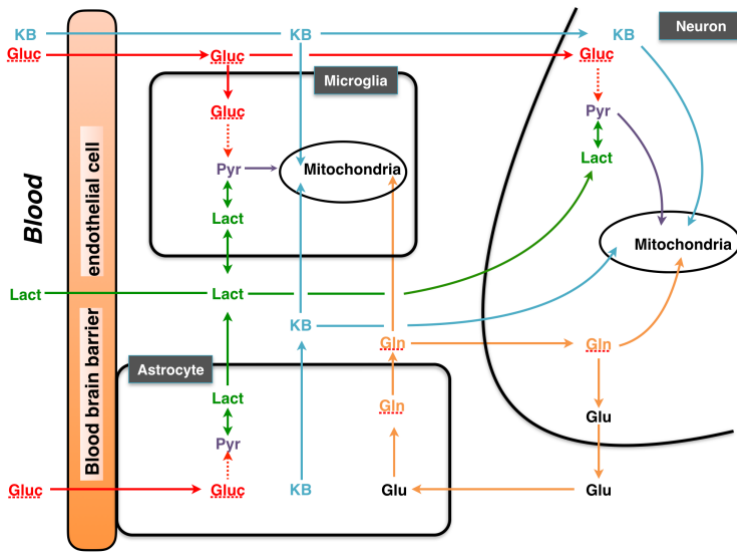 KB
KB
KB
Neuron
Gluc
Gluc
Gluc
Microglia
Gluc
Pyr
Pyr
Mitochondria
Lact
Lact
Blood
endothelial cell
Blood brain barrier
Mitochondria
Lact
Lact
KB
Gln
Gln
Astrocyte
Lact
Gln
Glu
Pyr
Gluc
Gluc
KB
Glu
Glu